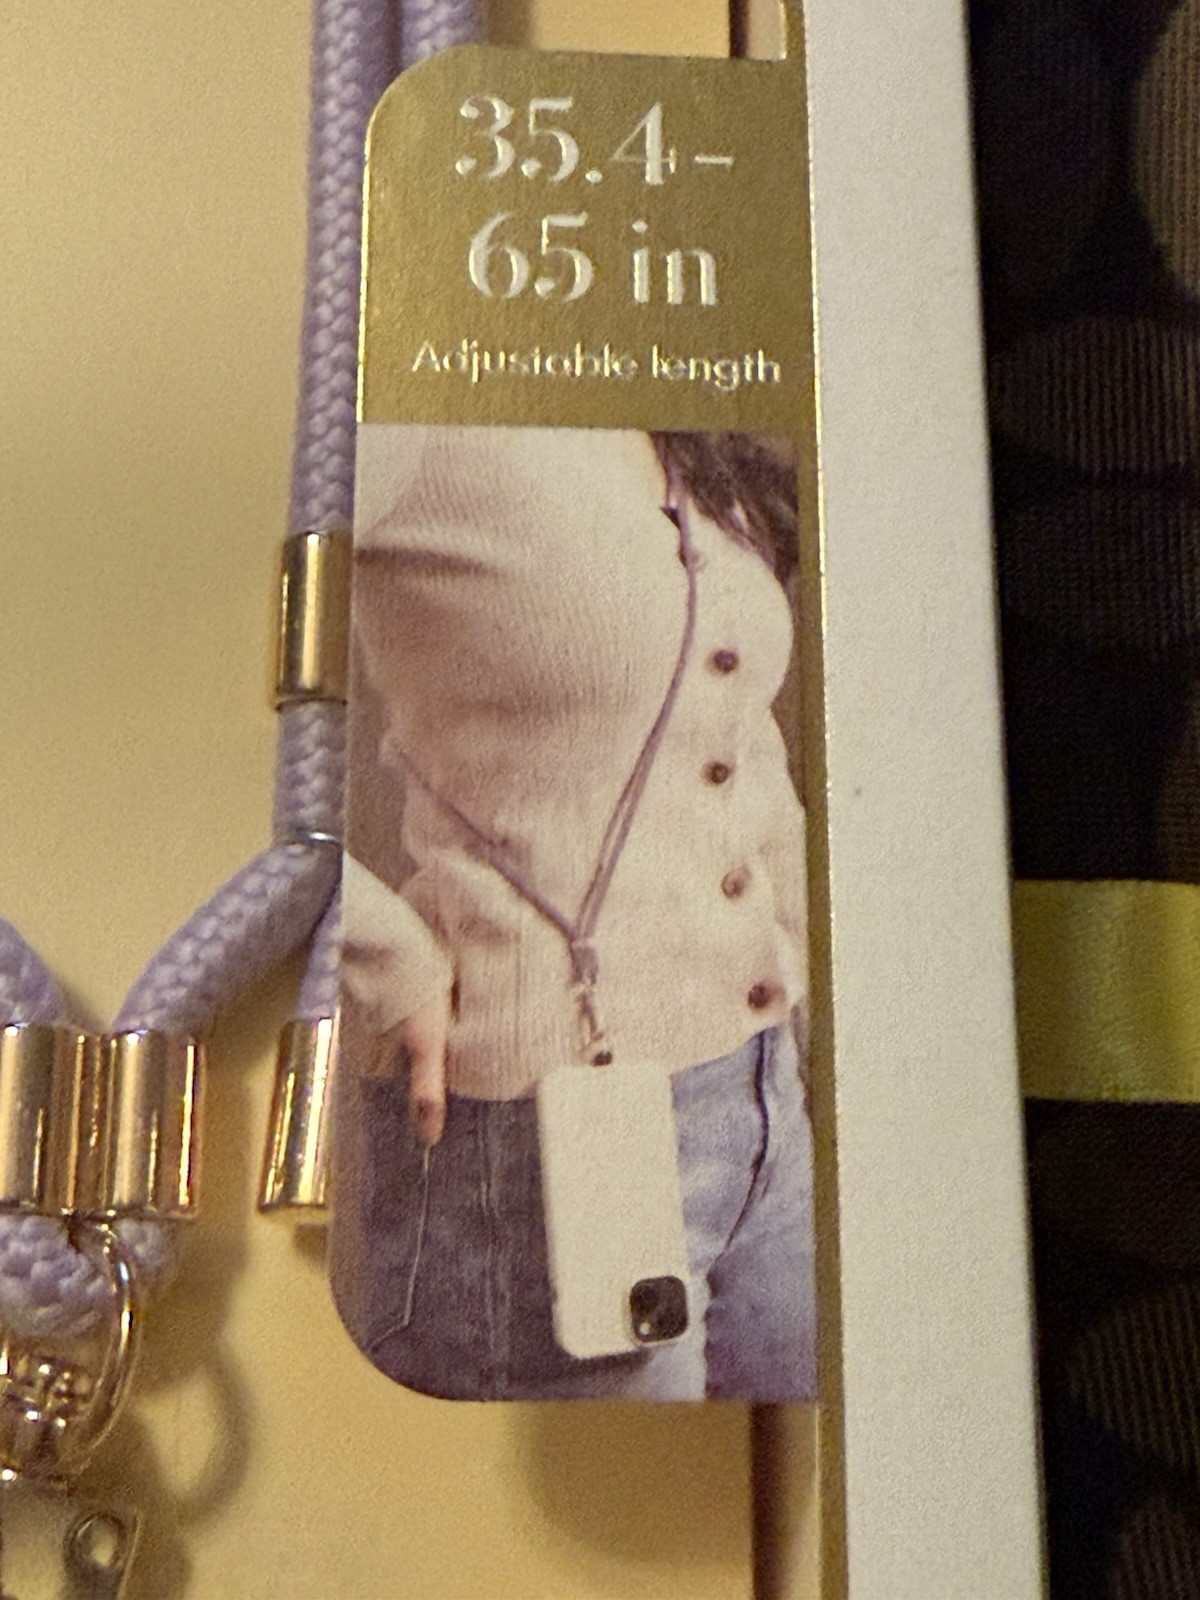 35.4-
65 in
Adjustable length